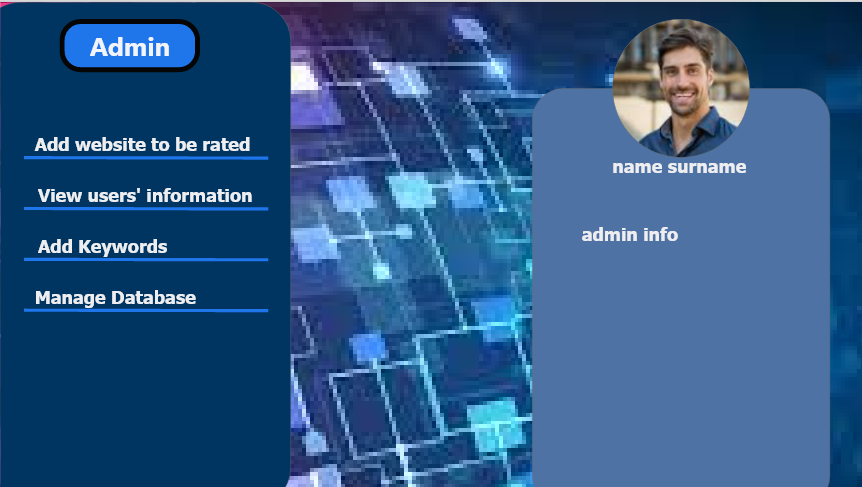 Admin
Add website to be rated
View users' information
Add Keywords
Manage Database
name surname
admin info